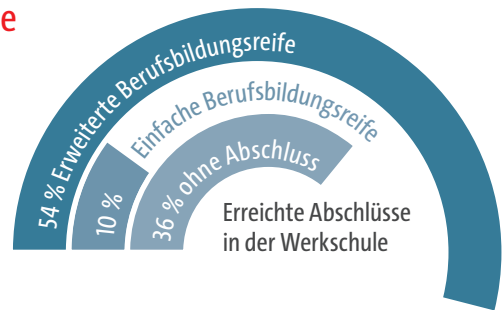 e
54 % Erweiterte Berufsbildungsreife
10 % Einfache Berufsbildungsreife
36 % ohne Abschluss
Erreichte Abschlüsse
in der Werkschule